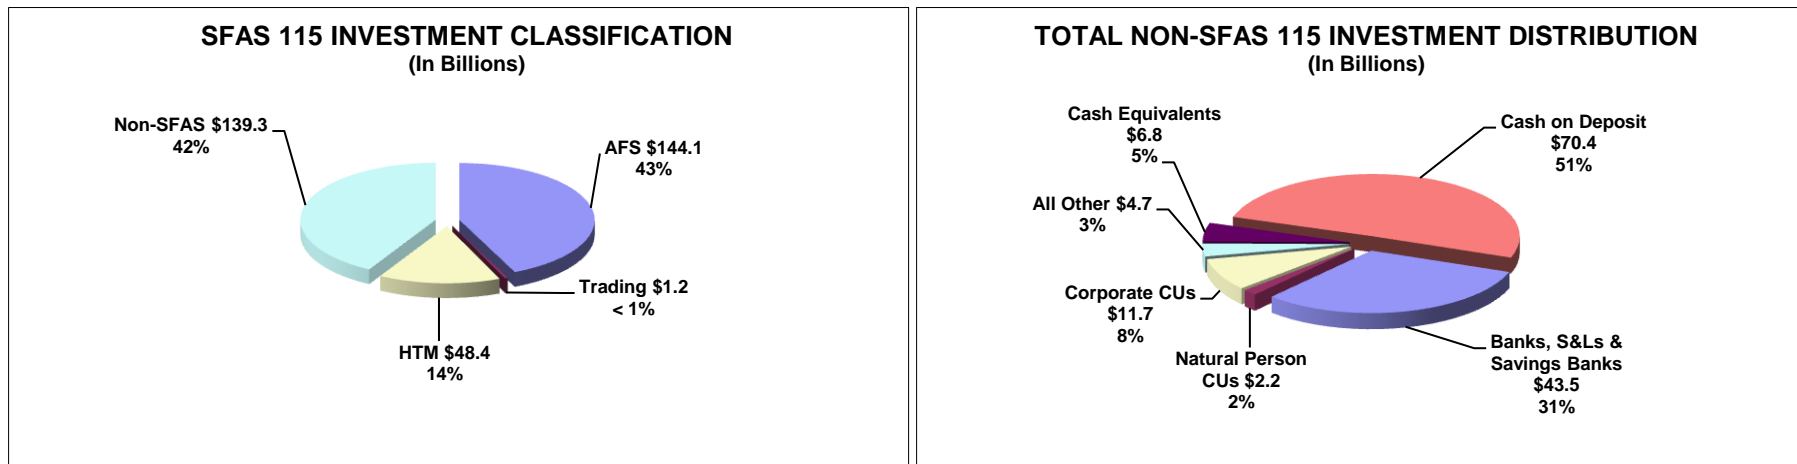 SFAS 115 INVESTMENT CLASSIFICATION
(In Billions)
Non-SFAS $139.3
42%
AFS $144.1
43%
Trading $1.2
< 1%
HTM $48.4
14%
TOTAL NON-SFAS 115 INVESTMENT DISTRIBUTION
(In Billions)
Cash Equivalents
$6.8
5%
Cash on Deposit
$70.4
51%
All Other $4.7
3%
Corporate CUs
$11.7
8%
Natural Person
CUs $2.2
2%
Banks, S&Ls &
Savings Banks
$43.5
31%